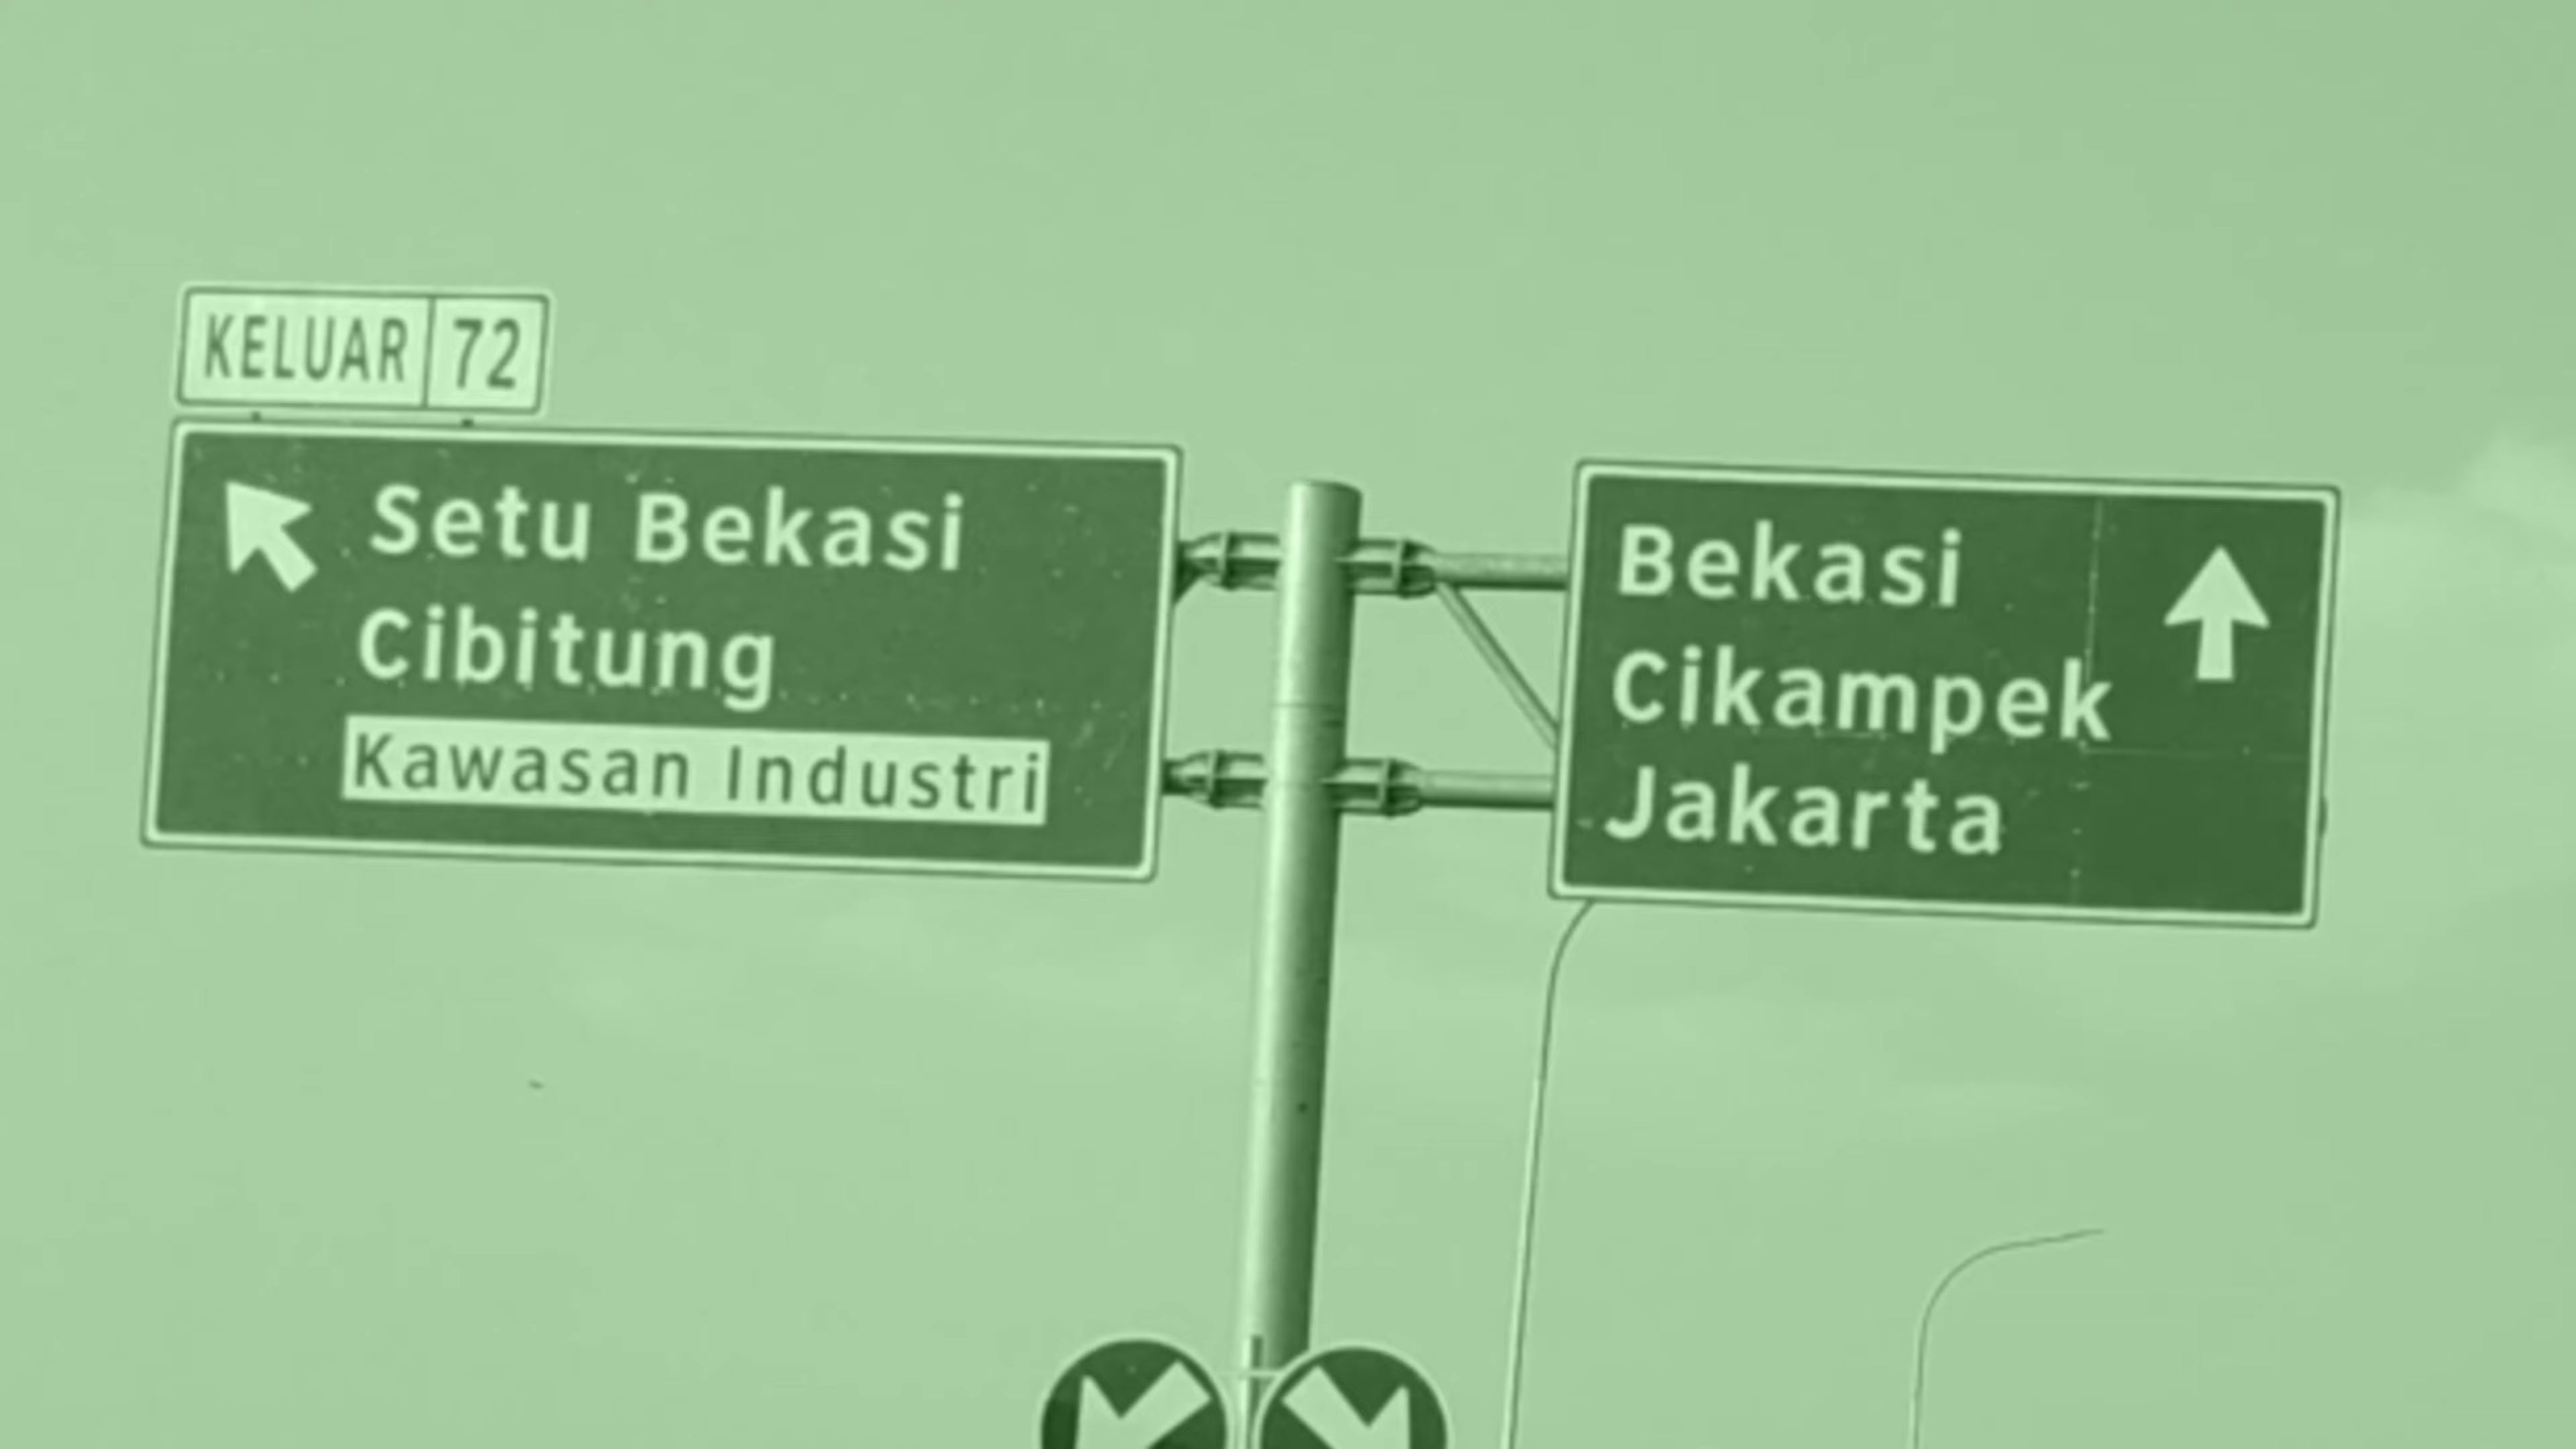 KELUAR 72
Setu Bekasi
Cibitung
Kawasan Industri
Bekasi
Cikampek
Jakarta